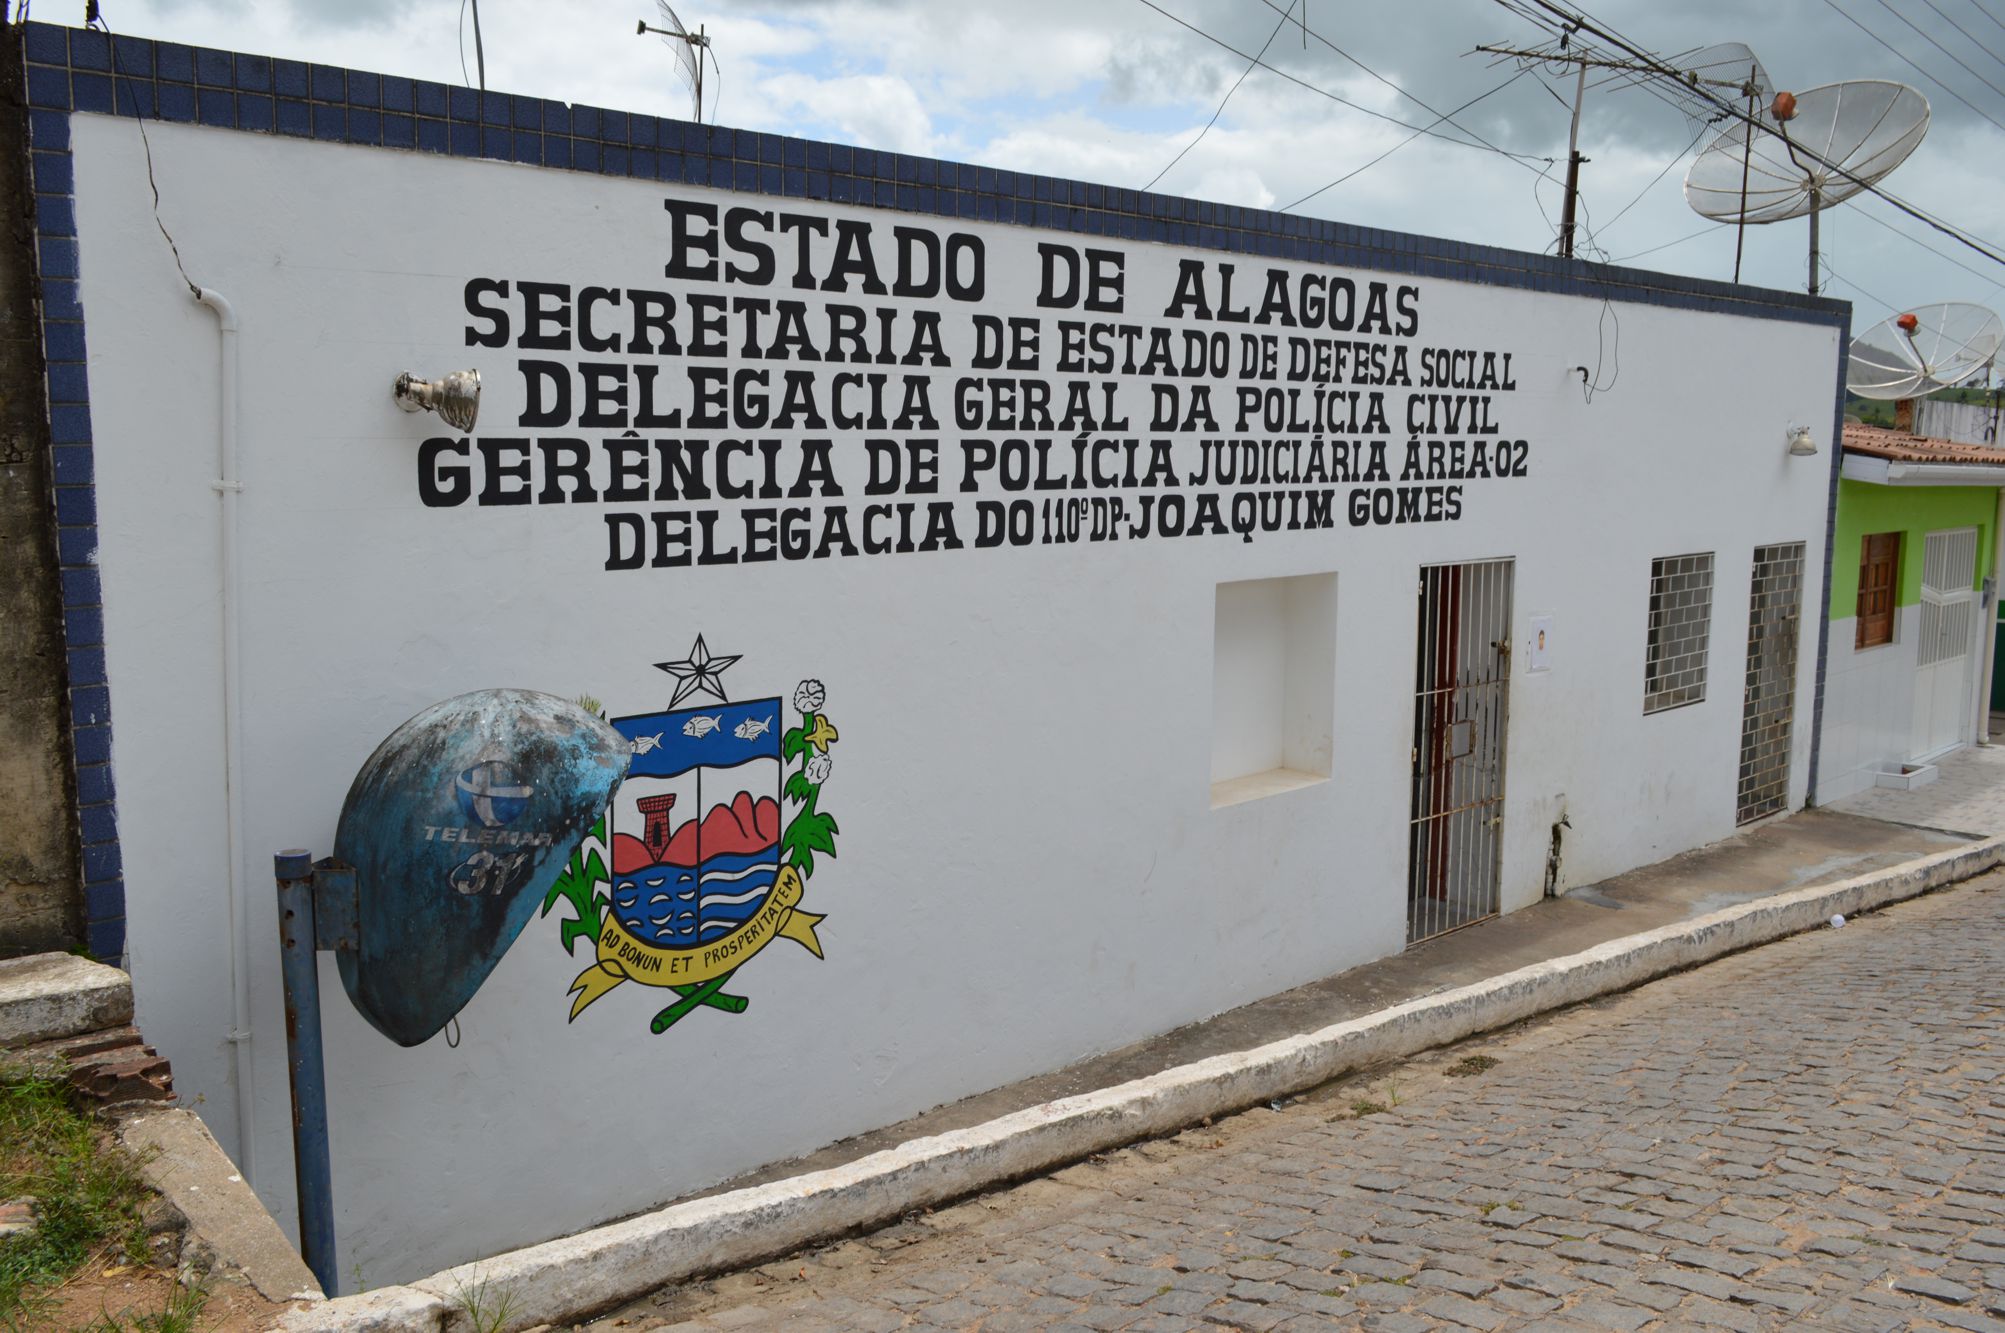 ESTADO DE ALAGOAS
SECRETARIA DE ESTADO DE DEFESA SOCIAL
DELEGACIA GERAL DA POLÍCIA CIVIL
GERÊNCIA DE POLÍCIA JUDICIÁRIA ÁREA-02
DELEGACIA DO 110º DP-JOAQUIM GOMES
TELEMAR
31
AD BONUN ET PROSPERITATEM